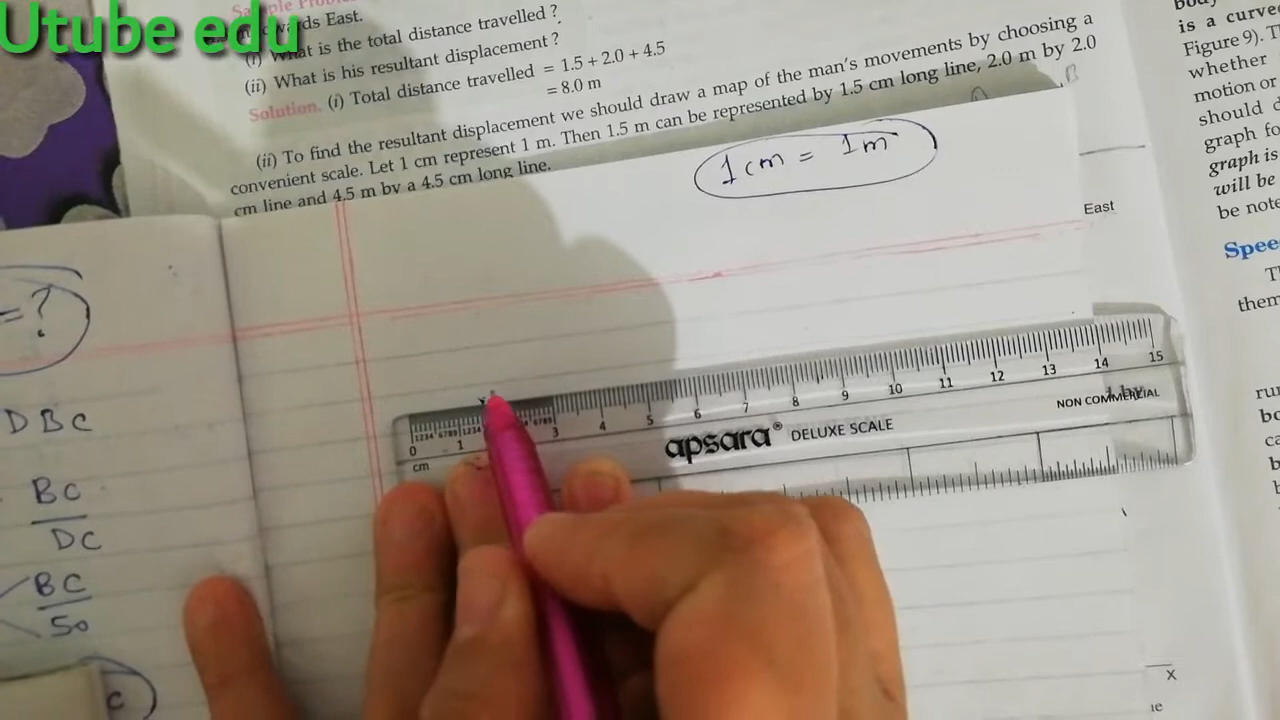 Utube edu
Sample Problem
towards East.
(i) What is the total distance travelled ?
(ii) What is his resultant displacement ?
Solution. (i) Total distance travelled = 1.5 + 2.0 + 4.5
= 8.0 m
(ii) To find the resultant displacement we should draw a map of the man's movements by choosing a
convenient scale. Let 1 cm represent 1 m. Then 1.5 m can be represented by 1.5 cm long line, 2.0 m by 2.0
cm line and 4.5 m by a 4.5 cm long line.
1 cm = 1 m
East
B
= ?
DBC
BC
DC
BC
50
C
0 1 3 4 5 6 7 8 9 10 11 12 13 14 15
cm
apsara® DELUXE SCALE
NON COMMERCIAL
X
is a curve
Figure 9). T
whether
motion or
should d
graph fo
graph is
will be
be note
Spee
T
them